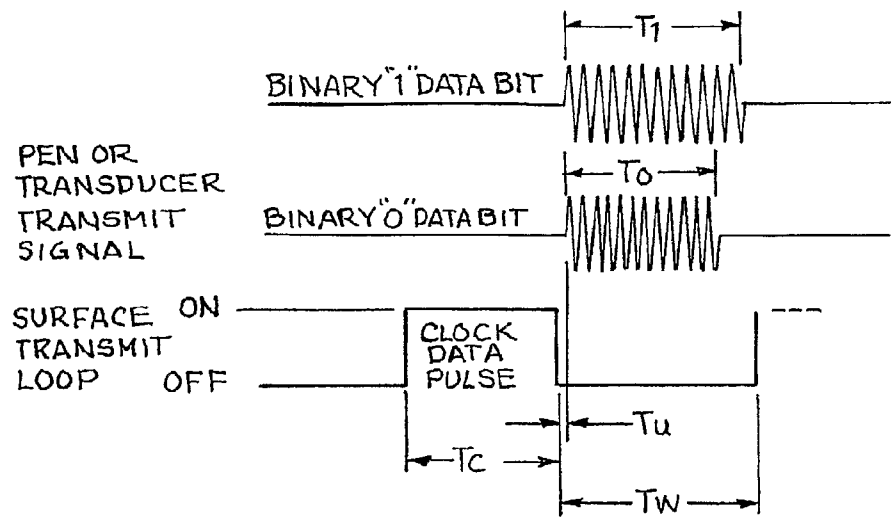 T1
BINARY "1" DATA BIT
PEN OR
TRANSDUCER
TRANSMIT
SIGNAL
TO
BINARY "0" DATA BIT
SURFACE ON
TRANSMIT
LOOP OFF
CLOCK
DATA
PULSE
TU
TC
TW